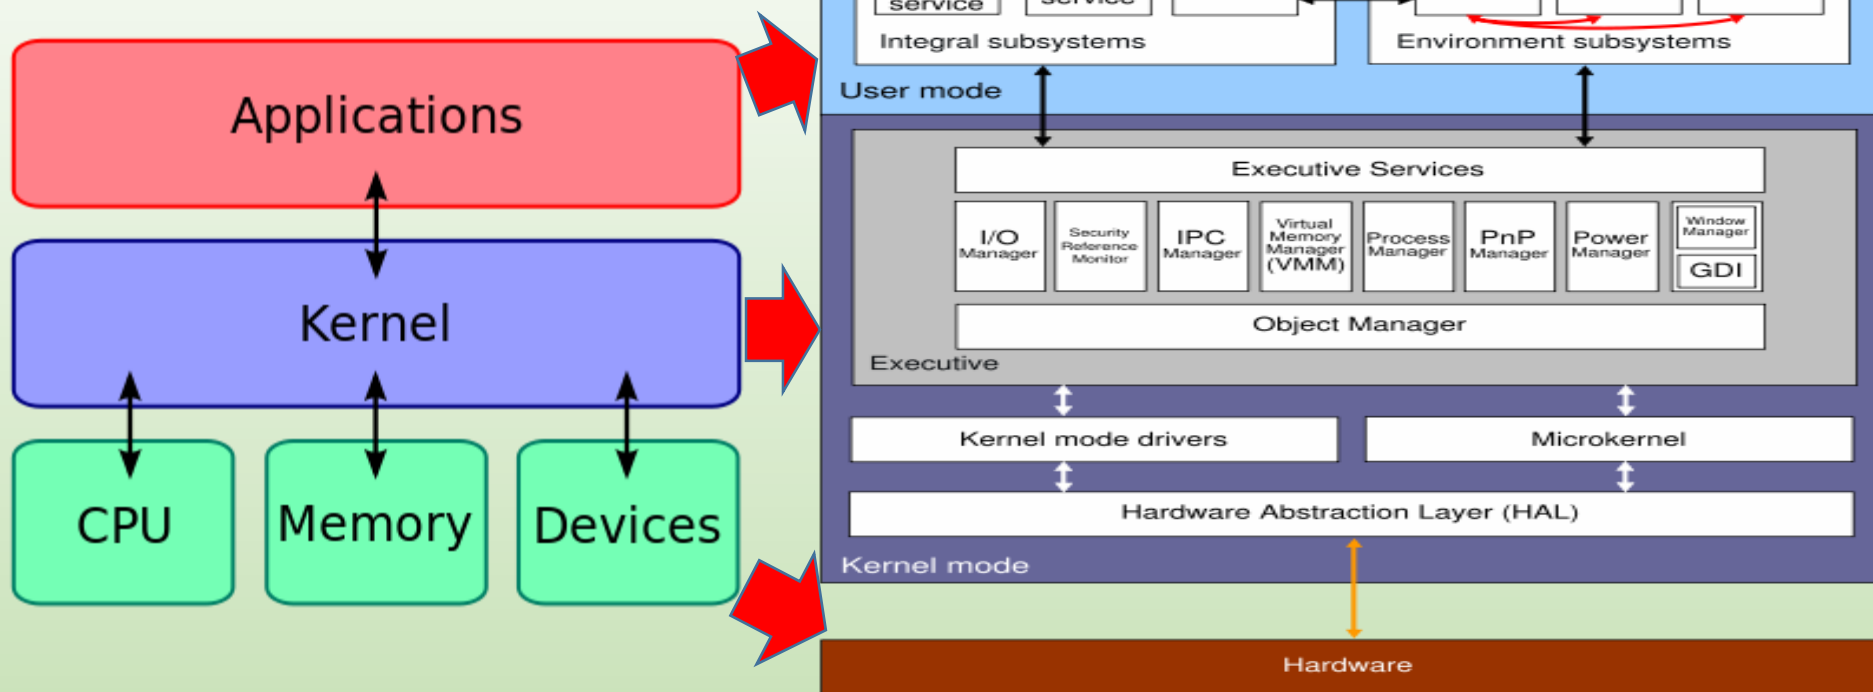 Applications
Kernel
CPU
Memory
Devices
service
service
Integral subsystems
Environment subsystems
User mode
Executive Services
I/O
Manager
Security
Reference
Monitor
IPC
Manager
Virtual
Memory
Manager
(VMM)
Process
Manager
PnP
Manager
Power
Manager
Window
Manager
GDI
Object Manager
Executive
Kernel mode drivers
Microkernel
Hardware Abstraction Layer (HAL)
Kernel mode
Hardware